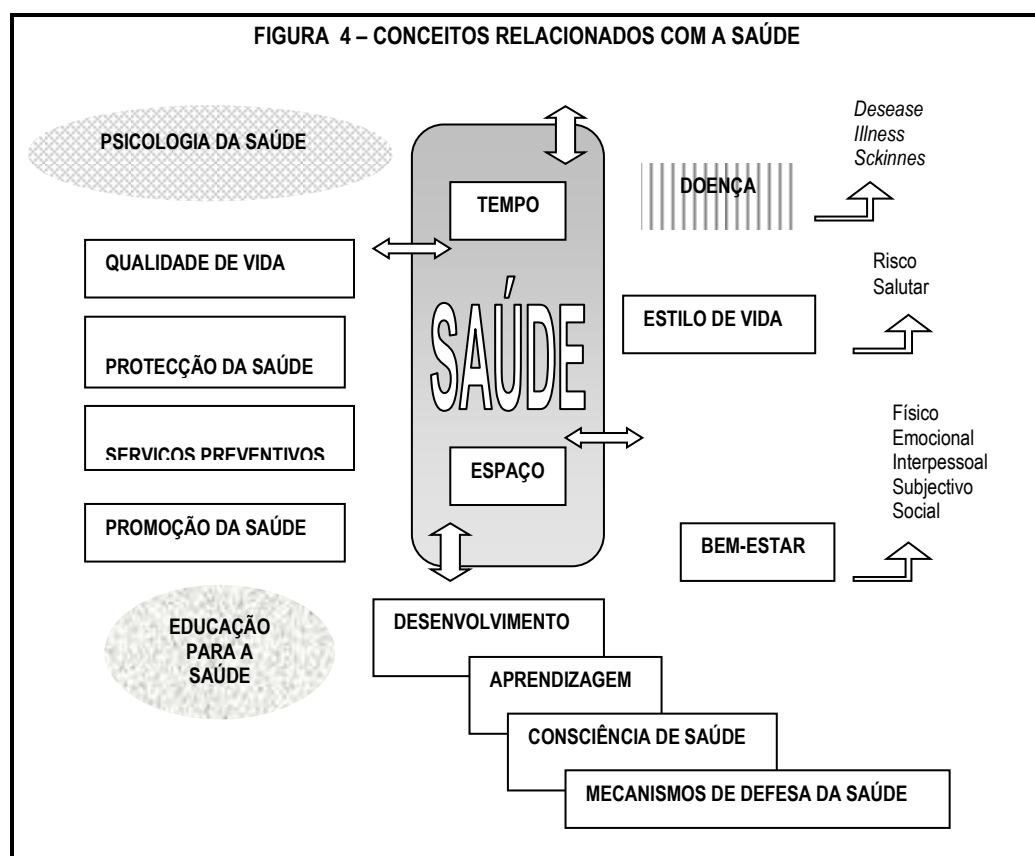 FIGURA 4 – CONCEITOS RELACIONADOS COM A SAÚDE
PSICOLOGIA DA SAÚDE
QUALIDADE DE VIDA
PROTECÇÃO DA SAÚDE
SERVIÇOS PREVENTIVOS
PROMOÇÃO DA SAÚDE
EDUCAÇÃO
PARA A
SAÚDE
TEMPO
SAÚDE
ESPAÇO
DOENÇA
Desease
Illness
Sckinnes
ESTILO DE VIDA
Risco
Salutar
BEM-ESTAR
Físico
Emocional
Interpessoal
Subjectivo
Social
DESENVOLVIMENTO
APRENDIZAGEM
CONSCIÊNCIA DE SAÚDE
MECANISMOS DE DEFESA DA SAÚDE